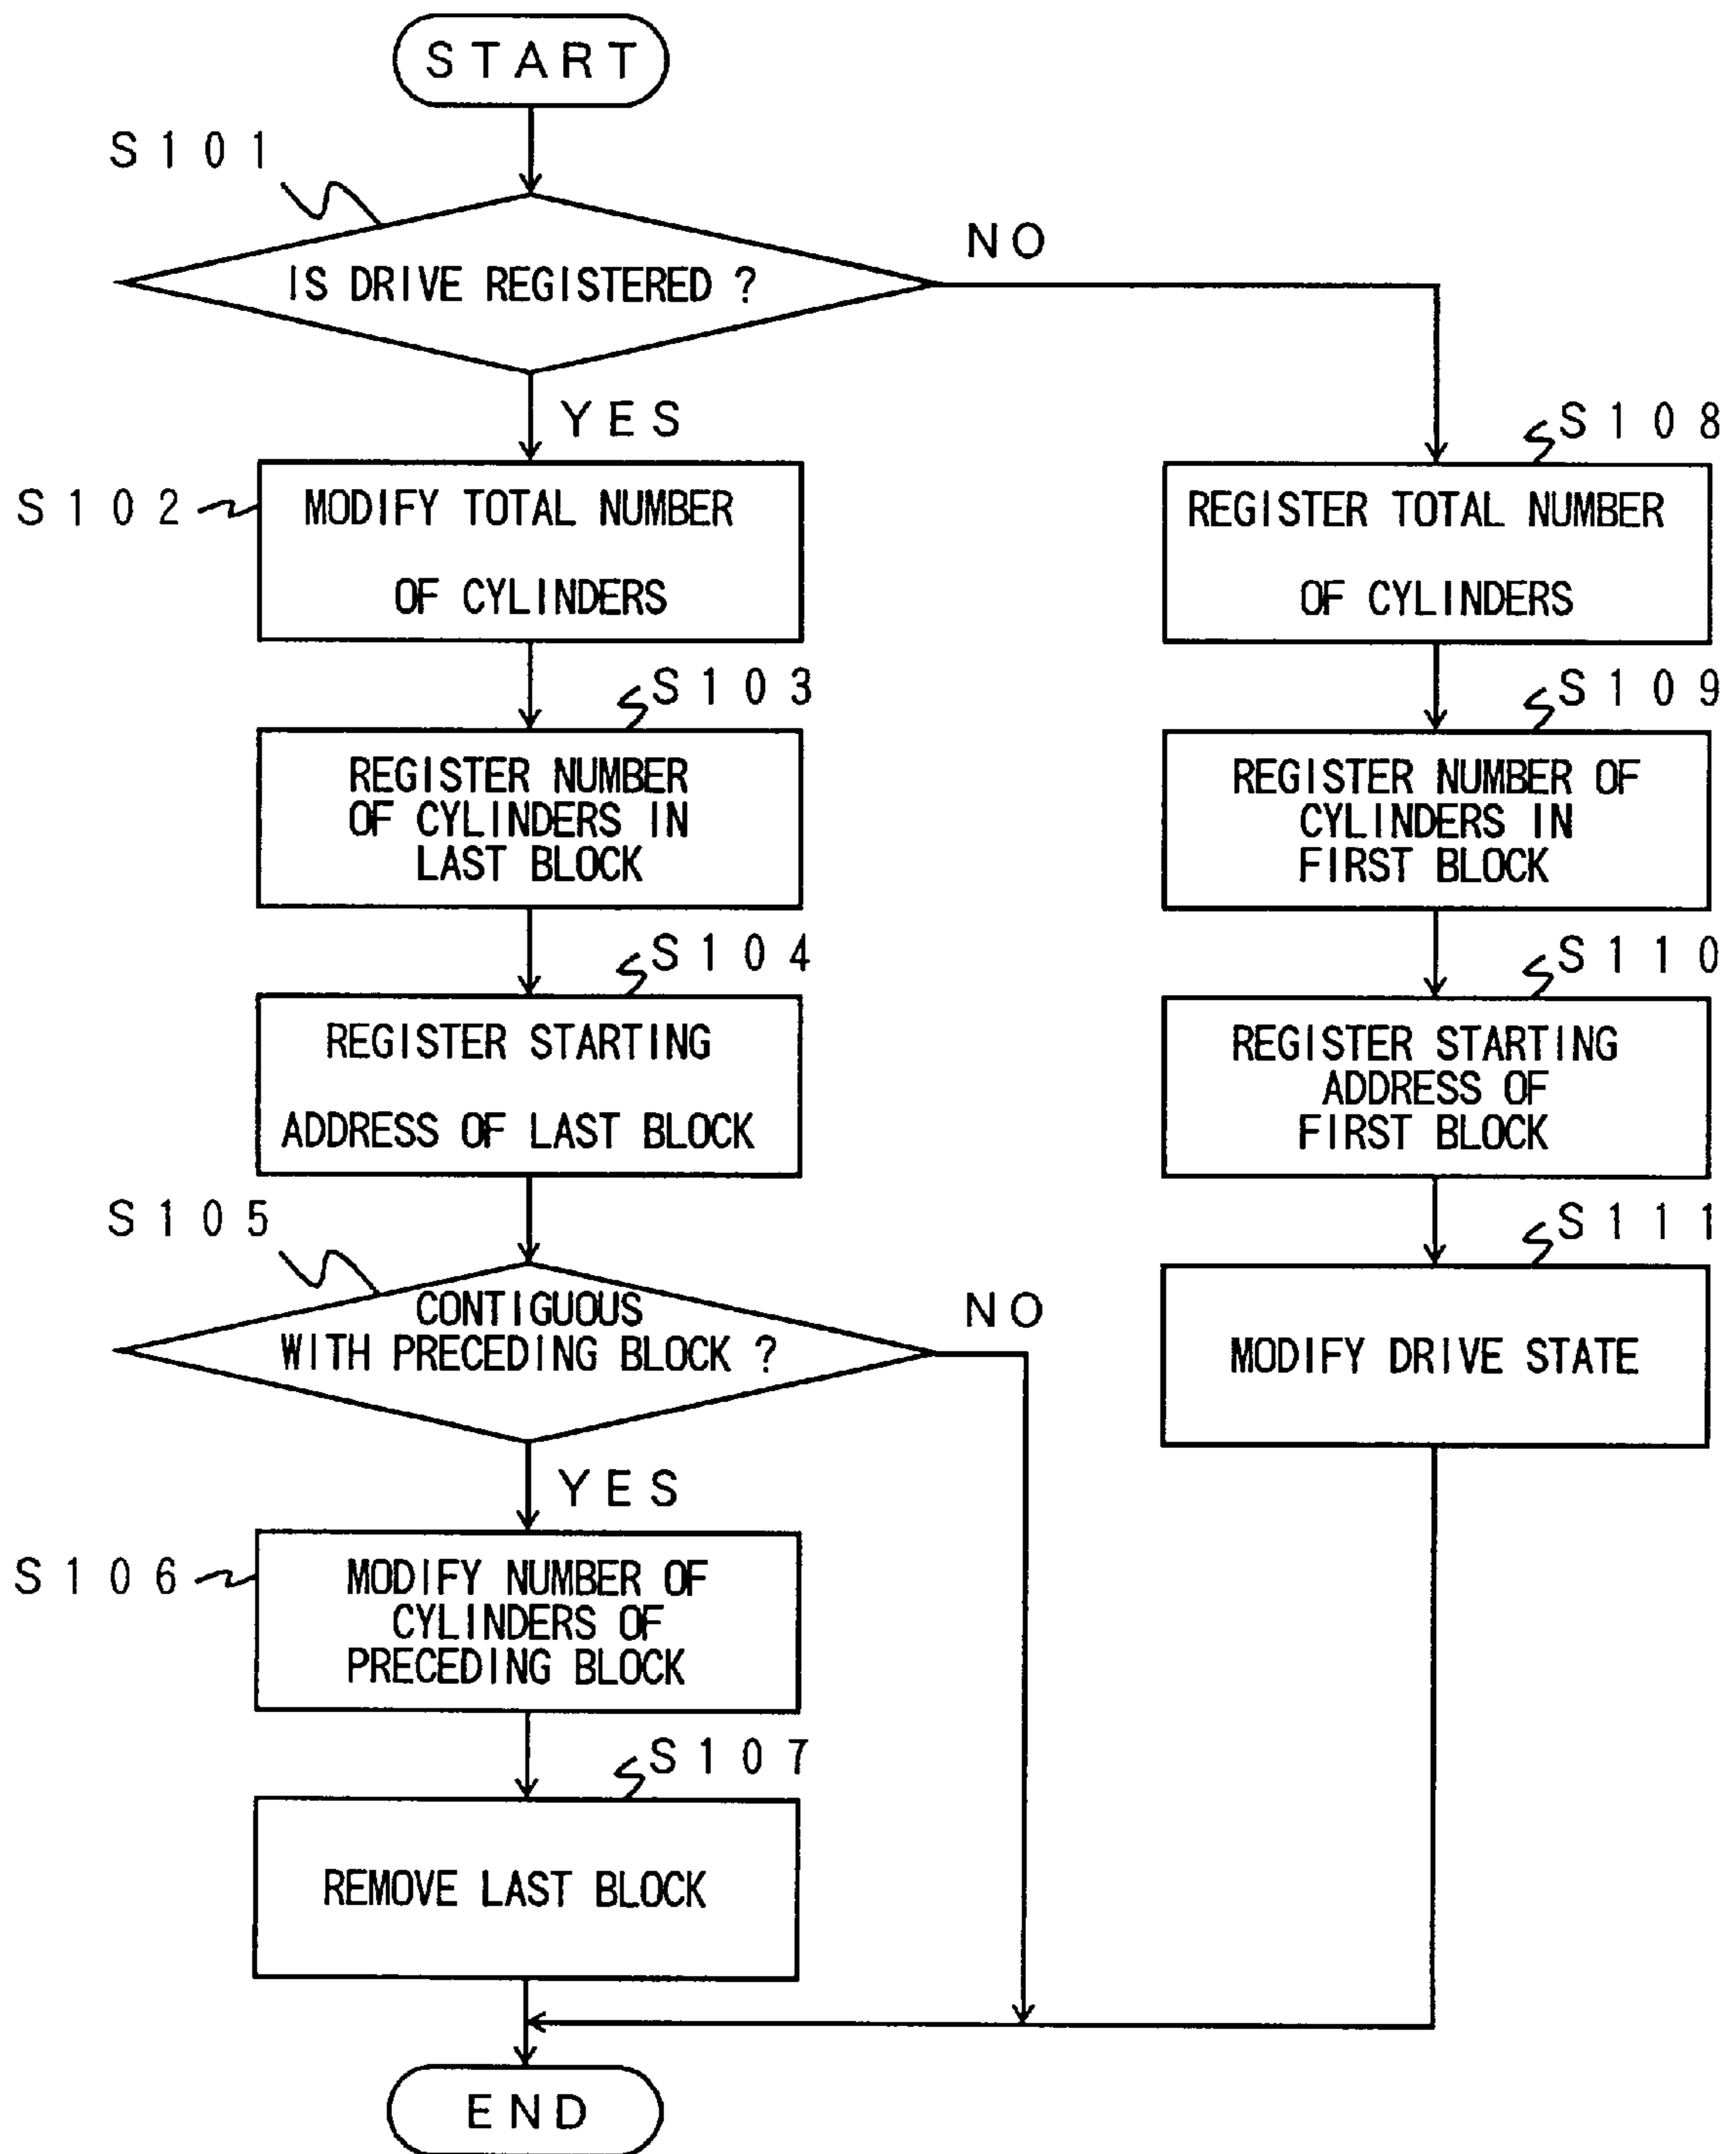 START
S101
IS DRIVE REGISTERED ?
NO
YES
S102
MODIFY TOTAL NUMBER
OF CYLINDERS
S103
REGISTER NUMBER
OF CYLINDERS IN
LAST BLOCK
S104
REGISTER STARTING
ADDRESS OF LAST BLOCK
S105
CONTIGUOUS
WITH PRECEDING BLOCK ?
NO
YES
S106
MODIFY NUMBER OF
CYLINDERS OF
PRECEDING BLOCK
S107
REMOVE LAST BLOCK
S108
REGISTER TOTAL NUMBER
OF CYLINDERS
S109
REGISTER NUMBER OF
CYLINDERS IN
FIRST BLOCK
S110
REGISTER STARTING
ADDRESS OF
FIRST BLOCK
S111
MODIFY DRIVE STATE
END